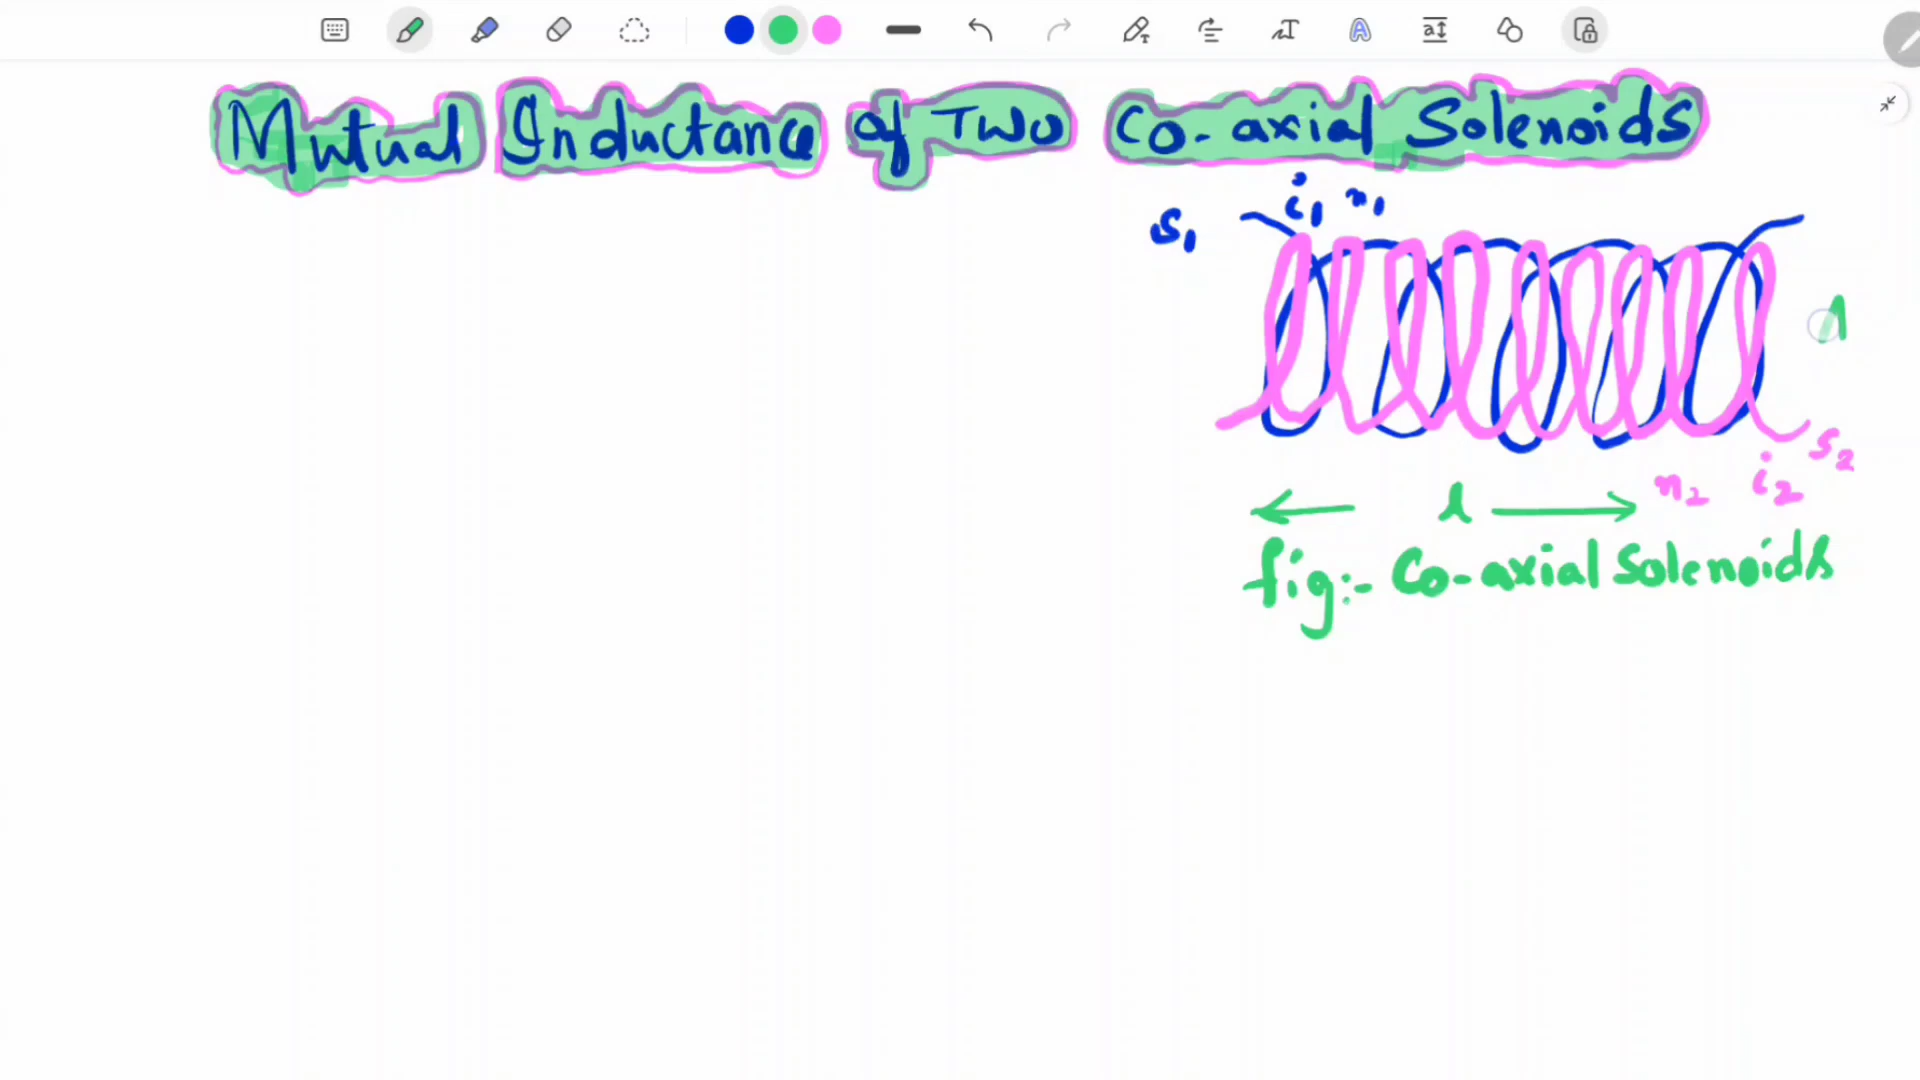 Mutual Inductance of Two Co-axial Solenoids
S1 i1 n1
A
S2
n2 i2
l
fig:- Co-axial Solenoids